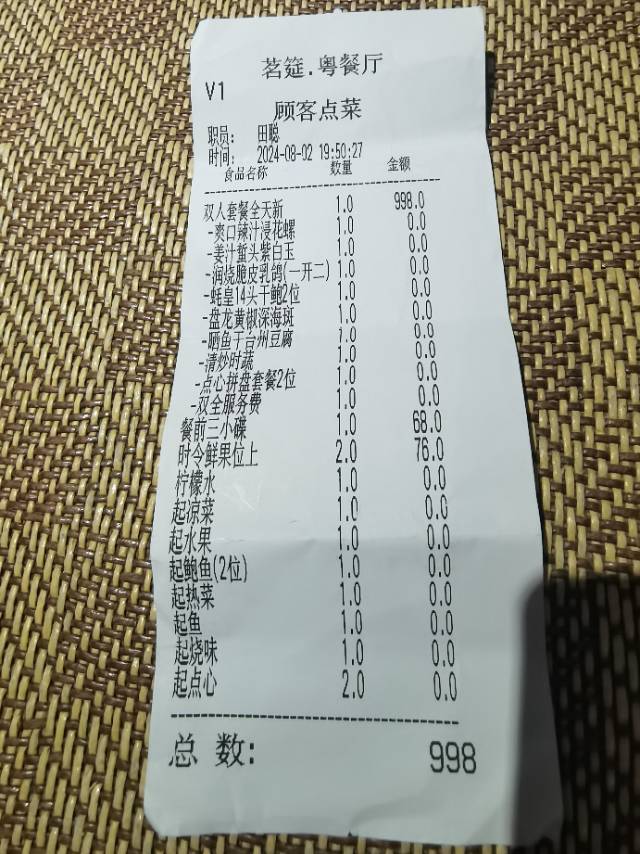 茗筵.粤餐厅
V1
顾客点菜
职员: 田聪
时间: 2024-08-02 19:50:27
食品名称 数量 金额
双人套餐全天新 1.0 998.0
-爽口辣汁浸花螺 1.0 0.0
-姜汁蜇头紫白玉 1.0 0.0
-润烧脆皮乳鸽(一开二) 1.0 0.0
-蚝皇14头干鲍2位 1.0 0.0
-盘龙黄椒深海斑 1.0 0.0
-晒鱼干台州豆腐 1.0 0.0
-清炒时蔬 1.0 0.0
-点心拼盘套餐2位 1.0 0.0
-双全服务费 1.0 0.0
餐前三小碟 1.0 68.0
时令鲜果位上 2.0 76.0
柠檬水 1.0 0.0
起凉菜 1.0 0.0
起水果 1.0 0.0
起鲍鱼(2位) 1.0 0.0
起热菜 1.0 0.0
起鱼 1.0 0.0
起烧味 1.0 0.0
起点心 2.0 0.0
总 数: 998